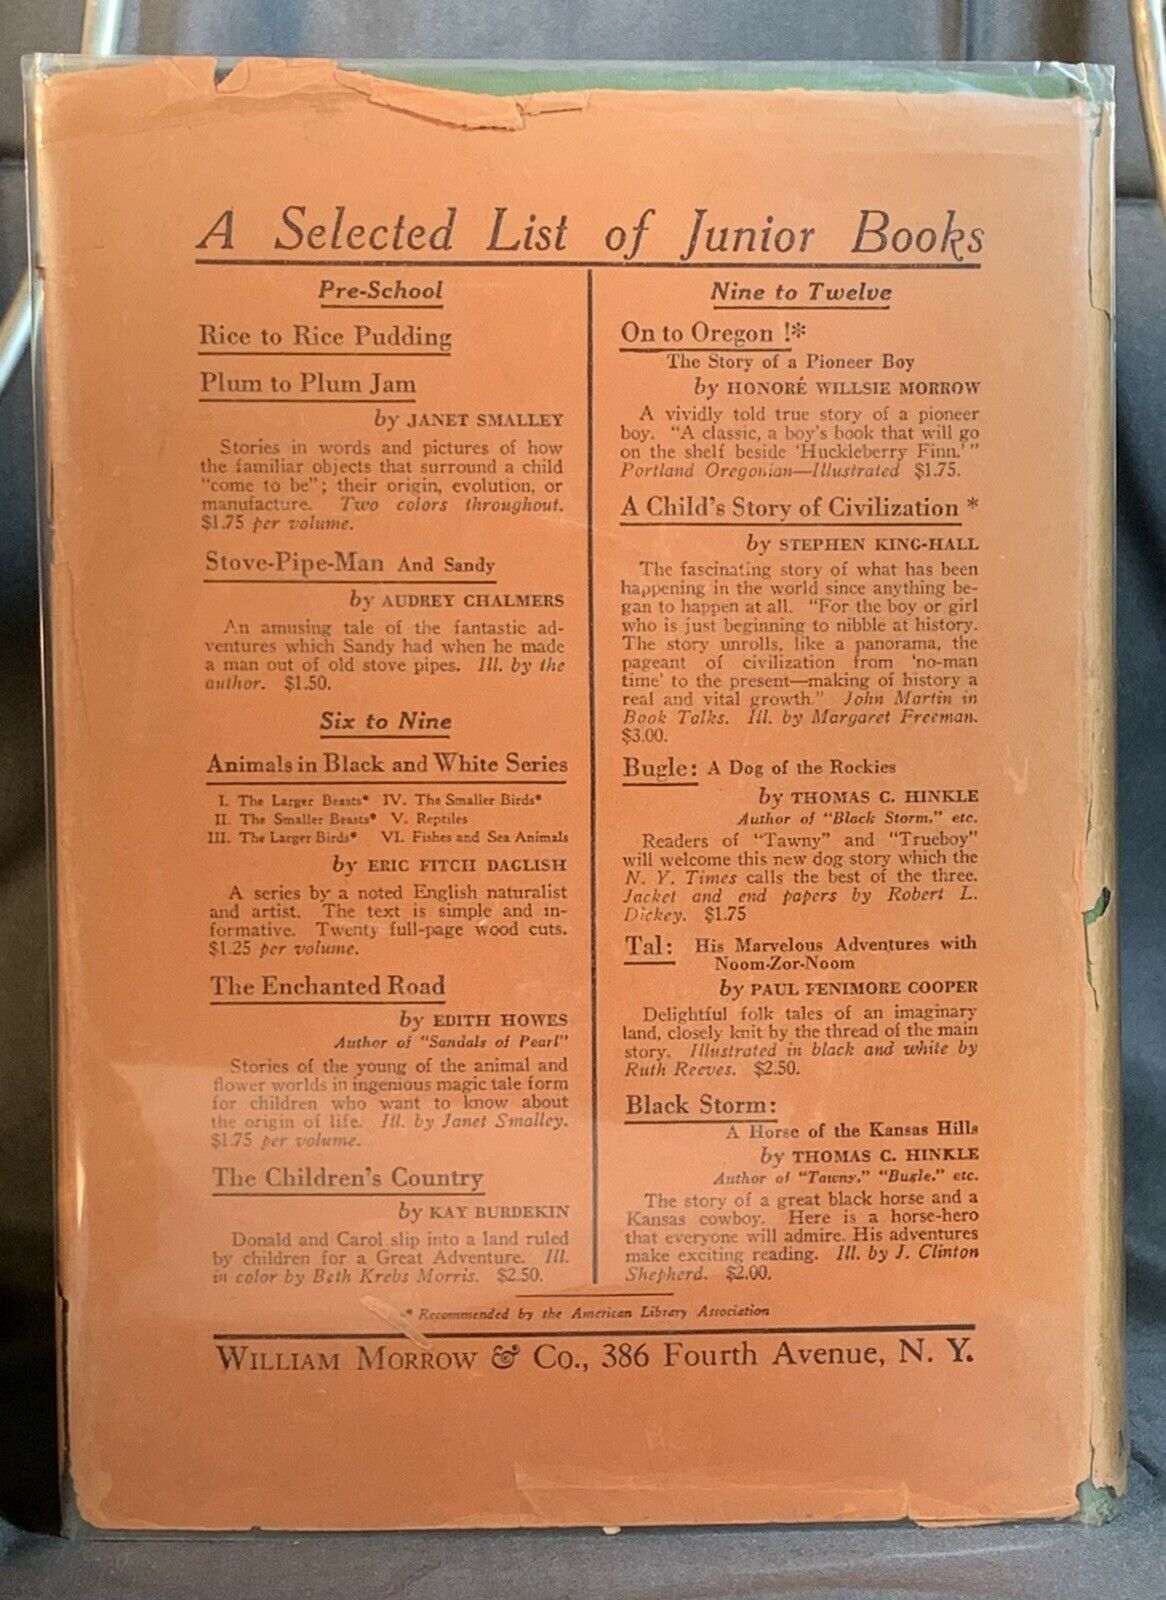 A Selected List of Junior Books
Pre-School
Rice to Rice Pudding
Plum to Plum Jam
by JANET SMALLEY
Stories in words and pictures of how
the familiar objects that surround a child
"come to be"; their origin, evolution, or
manufacture. Two colors throughout.
$1.75 per volume.
Stove-Pipe-Man And Sandy
by AUDREY CHALMERS
An amusing tale of the fantastic ad-
ventures which Sandy had when he made
a man out of old stove pipes. Ill. by the
author. $1.50.
Six to Nine
Animals in Black and White Series
I. The Larger Beasts* IV. The Smaller Birds*
II. The Smaller Beasts* V. Reptiles
III. The Larger Birds* VI. Fishes and Sea Animals
by ERIC FITCH DAGLISH
A series by a noted English naturalist
and artist. The text is simple and in-
formative. Twenty full-page wood cuts.
$1.25 per volume.
The Enchanted Road
by EDITH HOWES
Author of "Sandals of Pearl"
Stories of the young of the animal and
flower worlds in ingenious magic tale form
for children who want to know about
the origin of life. Ill. by Janet Smalley.
$1.75 per volume.
The Children's Country
by KAY BURDEKIN
Donald and Carol slip into a land ruled
by children for a Great Adventure. Ill.
in color by Beth Krebs Morris. $2.50.
Nine to Twelve
On to Oregon !*
The Story of a Pioneer Boy
by HONORÉ WILLSIE MORROW
A vividly told true story of a pioneer
boy. "A classic, a boy's book that will go
on the shelf beside 'Huckleberry Finn.'"
Portland Oregonian—Illustrated $1.75.
A Child's Story of Civilization *
by STEPHEN KING-HALL
The fascinating story of what has been
happening in the world since anything be-
gan to happen at all. "For the boy or girl
who is just beginning to nibble at history.
The story unrolls, like a panorama, the
pageant of civilization from 'no-man
time' to the present—making of history a
real and vital growth." John Martin in
Book Talks. Ill. by Margaret Freeman.
$3.00.
Bugle: A Dog of the Rockies
by THOMAS C. HINKLE
Author of "Black Storm," etc.
Readers of "Tawny" and "Trueboy"
will welcome this new dog story which the
N. Y. Times calls the best of the three.
Jacket and end papers by Robert L.
Dickey. $1.75
Tal: His Marvelous Adventures with
Noom-Zor-Noom
by PAUL FENIMORE COOPER
Delightful folk tales of an imaginary
land, closely knit by the thread of the main
story. Illustrated in black and white by
Ruth Reeves. $2.50.
Black Storm:
A Horse of the Kansas Hills
by THOMAS C. HINKLE
Author of "Tawny," "Bugle," etc.
The story of a great black horse and a
Kansas cowboy. Here is a horse-hero
that everyone will admire. His adventures
make exciting reading. Ill. by J. Clinton
Shepherd. $2.00.
* Recommended by the American Library Association
WILLIAM MORROW & CO., 386 Fourth Avenue, N. Y.